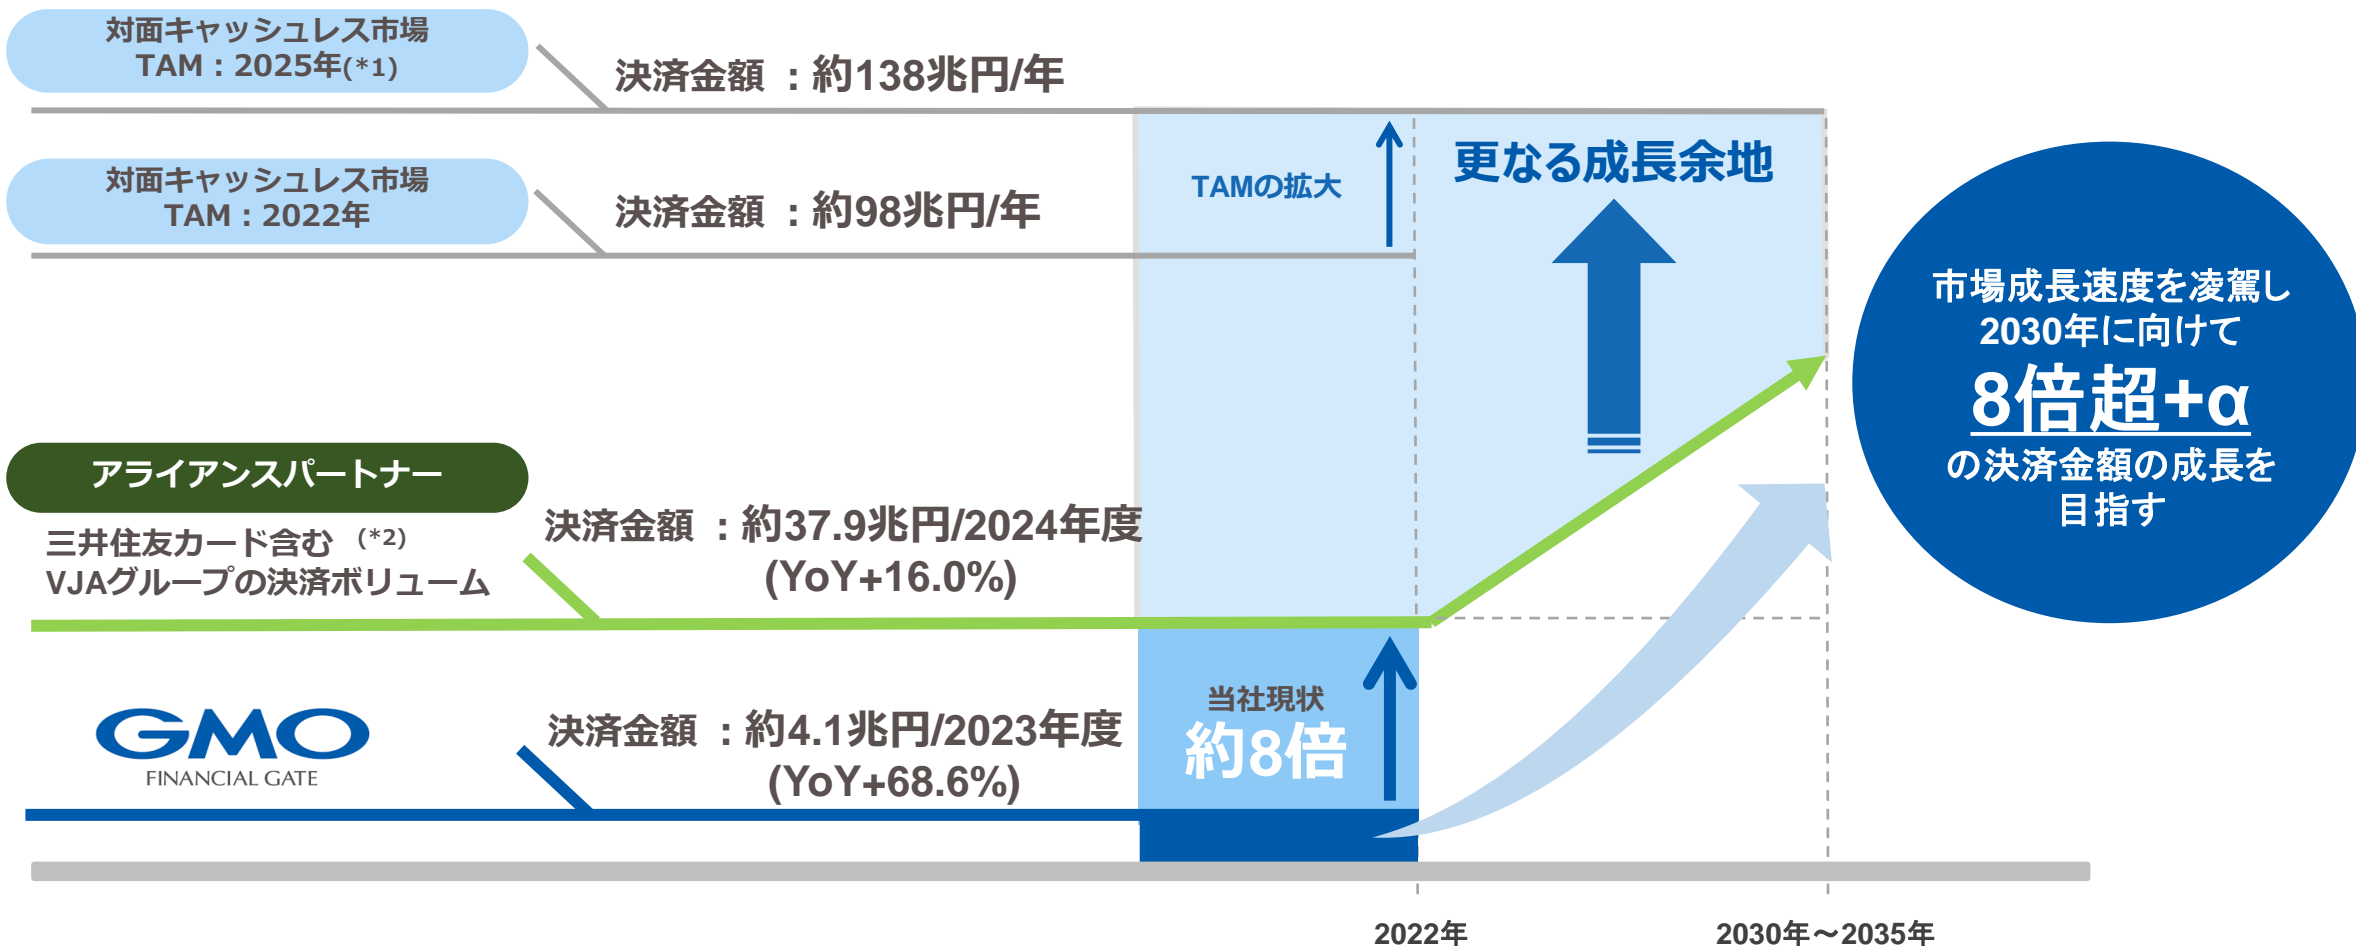 対面キャッシュレス市場
TAM：2025年(*1)
決済金額 ：約138兆円/年
対面キャッシュレス市場
TAM：2022年
決済金額 ：約98兆円/年
TAMの拡大
更なる成長余地
市場成長速度を凌駕し
2030年に向けて
8倍超+α
の決済金額の成長を
目指す
アライアンスパートナー
三井住友カード含む (*2)
VJAグループの決済ボリューム
決済金額 ：約37.9兆円/2024年度
(YoY+16.0%)
GMO
FINANCIAL GATE
決済金額 ：約4.1兆円/2023年度
(YoY+68.6%)
当社現状
約8倍
2022年
2030年～2035年